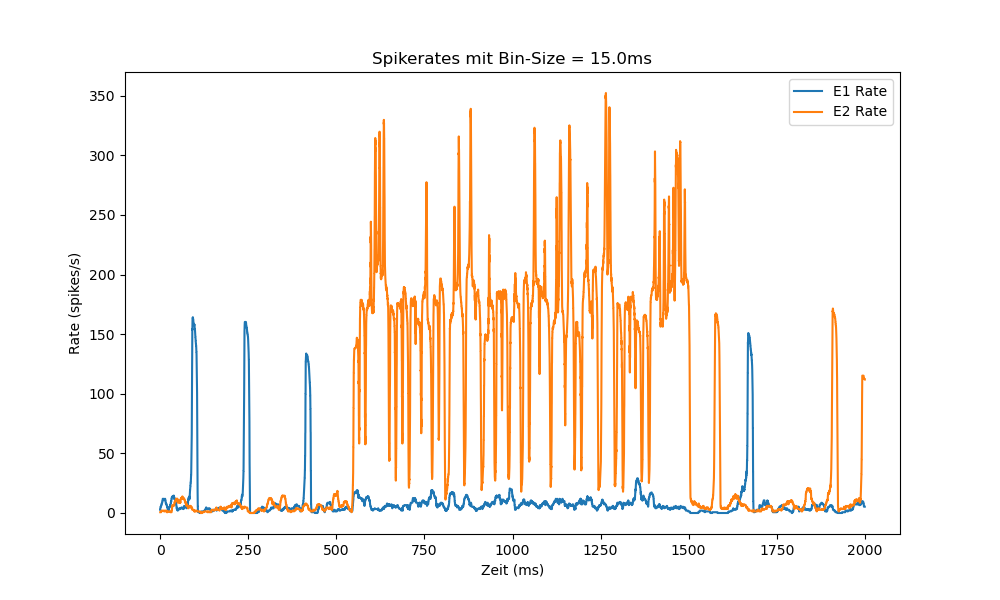 Spikerates mit Bin-Size = 15.0ms
E1 Rate
E2 Rate
Rate (spikes/s)
350
300
250
200
150
100
50
0
0 250 500 750 1000 1250 1500 1750 2000
Zeit (ms)